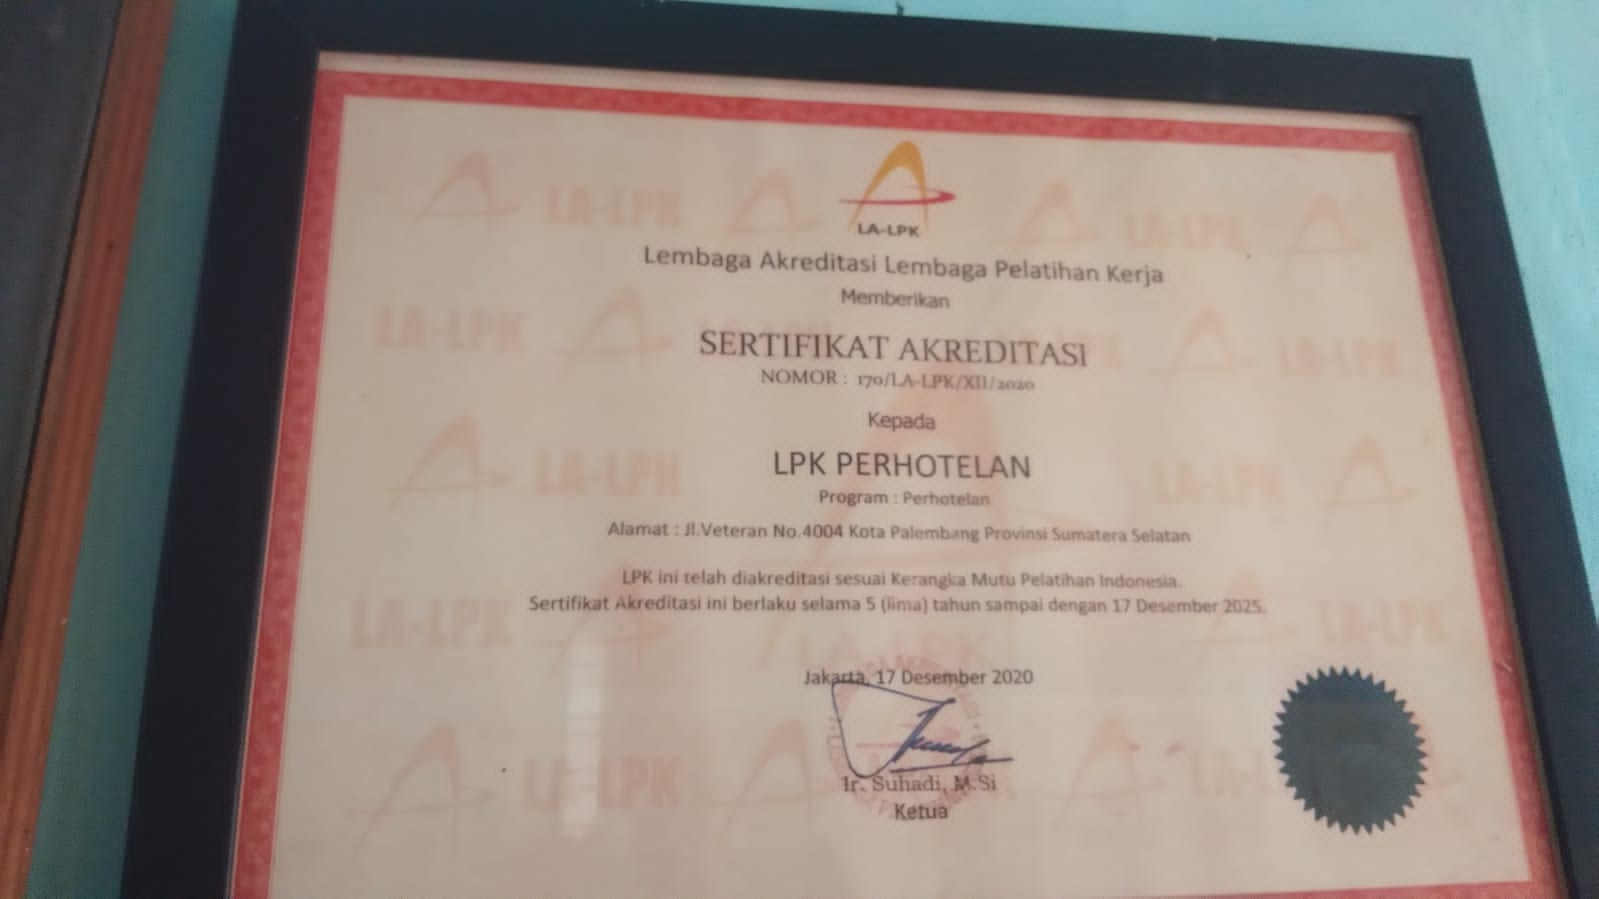 LA-LPK
Lembaga Akreditasi Lembaga Pelatihan Kerja
Memberikan
SERTIFIKAT AKREDITASI
NOMOR : 170/LA-LPK/XII/2020
Kepada
LPK PERHOTELAN
Program : Perhotelan
Alamat : Jl.Veteran No.4004 Kota Palembang Provinsi Sumatera Selatan
LPK ini telah diakreditasi sesuai Kerangka Mutu Pelatihan Indonesia.
Sertifikat Akreditasi ini berlaku selama 5 (lima) tahun sampai dengan 17 Desember 2025.
Jakarta, 17 Desember 2020
Ir. Suhadi, M.Si
Ketua